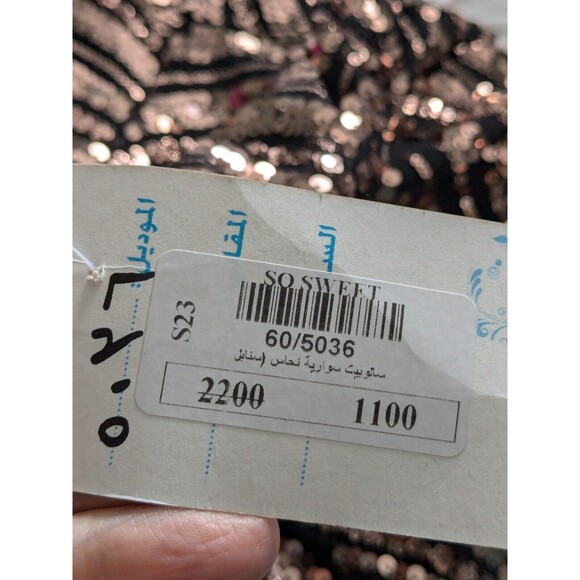 الموديل:
SO SWEET
S23
60/5036
سالوبيت سوارية نحاس (سنابل
2200 1100